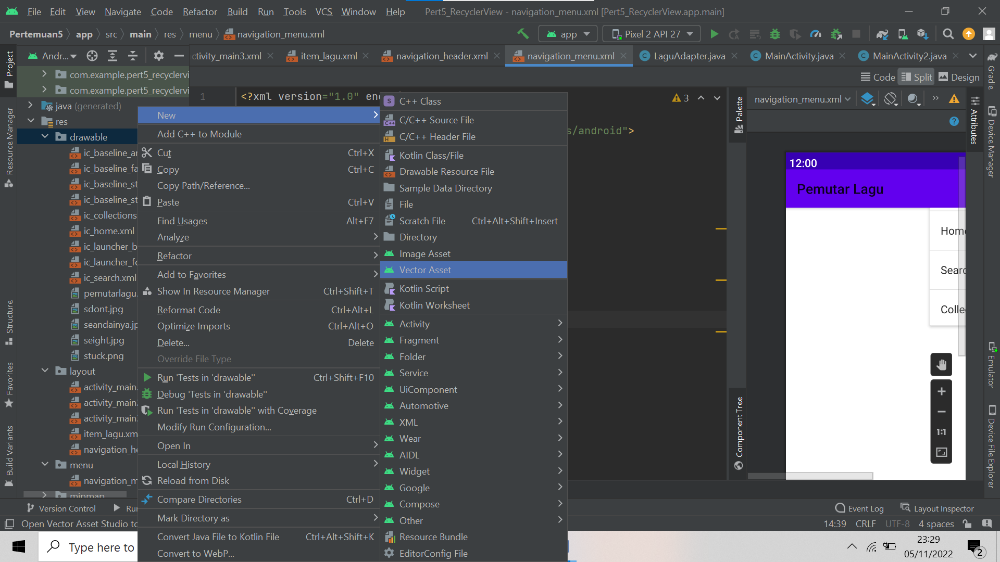 File Edit View Navigate Code Refactor Build Run Tools VCS Window Help Pert5_RecyclerView - navigation_menu.xml [Pert5_RecyclerView.app.main]
Pertemuan5 app src main res menu navigation_menu.xml app Pixel 2 API 27
Andr... ctivity_main3.xml item_lagu.xml navigation_header.xml navigation_menu.xml LaguAdapter.java MainActivity.java MainActivity2.java
Code Split Design
Project
Resource Manager
Structure
Favorites
Build Variants
com.example.pert5_recyclervi
com.example.pert5_recyclervi
java (generated)
res
drawable
ic_baseline_ar
ic_baseline_fa
ic_baseline_st
ic_baseline_st
ic_collections
ic_home.xml
ic_launcher_b
ic_launcher_fo
ic_search.xml
pemutarlagu.
sdont.jpg
seandainya.jp
seight.jpg
stuck.png
layout
activity_main.
activity_main2
activity_main.
item_lagu.xm
navigation_he
menu
navigation_m
mipmap
1 <?xml version="1.0" en
s/android">
3
New
Add C++ to Module
Cut Ctrl+X
Copy Ctrl+C
Copy Path/Reference...
Paste Ctrl+V
Find Usages Alt+F7
Analyze
Refactor
Add to Favorites
Show In Resource Manager Ctrl+Shift+T
Reformat Code Ctrl+Alt+L
Optimize Imports Ctrl+Alt+O
Delete... Delete
Override File Type
Run 'Tests in 'drawable'' Ctrl+Shift+F10
Debug 'Tests in 'drawable''
Run 'Tests in 'drawable'' with Coverage
Modify Run Configuration...
Open In
Local History
Reload from Disk
Compare Directories Ctrl+D
Mark Directory as
Convert Java File to Kotlin File Ctrl+Alt+Shift+K
Convert to WebP...
C++ Class
C/C++ Source File
C/C++ Header File
Kotlin Class/File
Drawable Resource File
Sample Data Directory
File
Scratch File Ctrl+Alt+Shift+Insert
Directory
Image Asset
Vector Asset
Kotlin Script
Kotlin Worksheet
Activity
Fragment
Folder
Service
UiComponent
Automotive
XML
Wear
AIDL
Widget
Google
Compose
Other
Resource Bundle
EditorConfig File
Palette
Component Tree
navigation_menu.xml
12:00
Pemutar Lagu
Home
Searc
Colle
1:1
Attributes
Gradle
Device Manager
Emulator
Device File Explorer
Version Control Ru Event Log Layout Inspector
Open Vector Asset Studio to 14:39 CRLF UTF-8 4 spaces
Type here to
23:29
05/11/2022
2